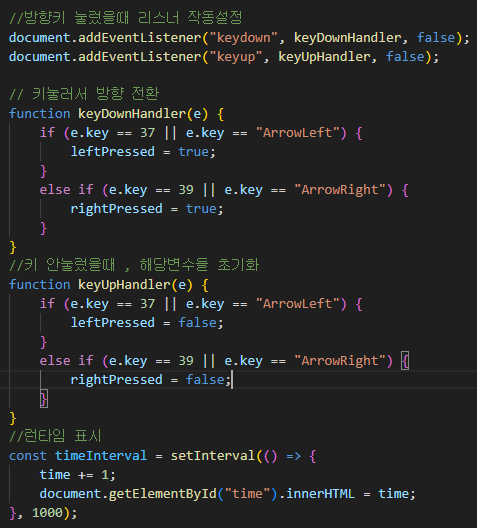 //방향키 눌렀을때 리스너 작동설정
document.addEventListener("keydown", keyDownHandler, false);
document.addEventListener("keyup", keyUpHandler, false);
// 키눌러서 방향 전환
function keyDownHandler(e) {
if (e.key == 37 || e.key == "ArrowLeft") {
leftPressed = true;
}
else if (e.key == 39 || e.key == "ArrowRight") {
rightPressed = true;
}
}
//키 안눌렀을때 , 해당변수들 초기화
function keyUpHandler(e) {
if (e.key == 37 || e.key == "ArrowLeft") {
leftPressed = false;
}
else if (e.key == 39 || e.key == "ArrowRight") {
rightPressed = false;
}
}
//런타임 표시
const timeInterval = setInterval(() => {
time += 1;
document.getElementById("time").innerHTML = time;
}, 1000);